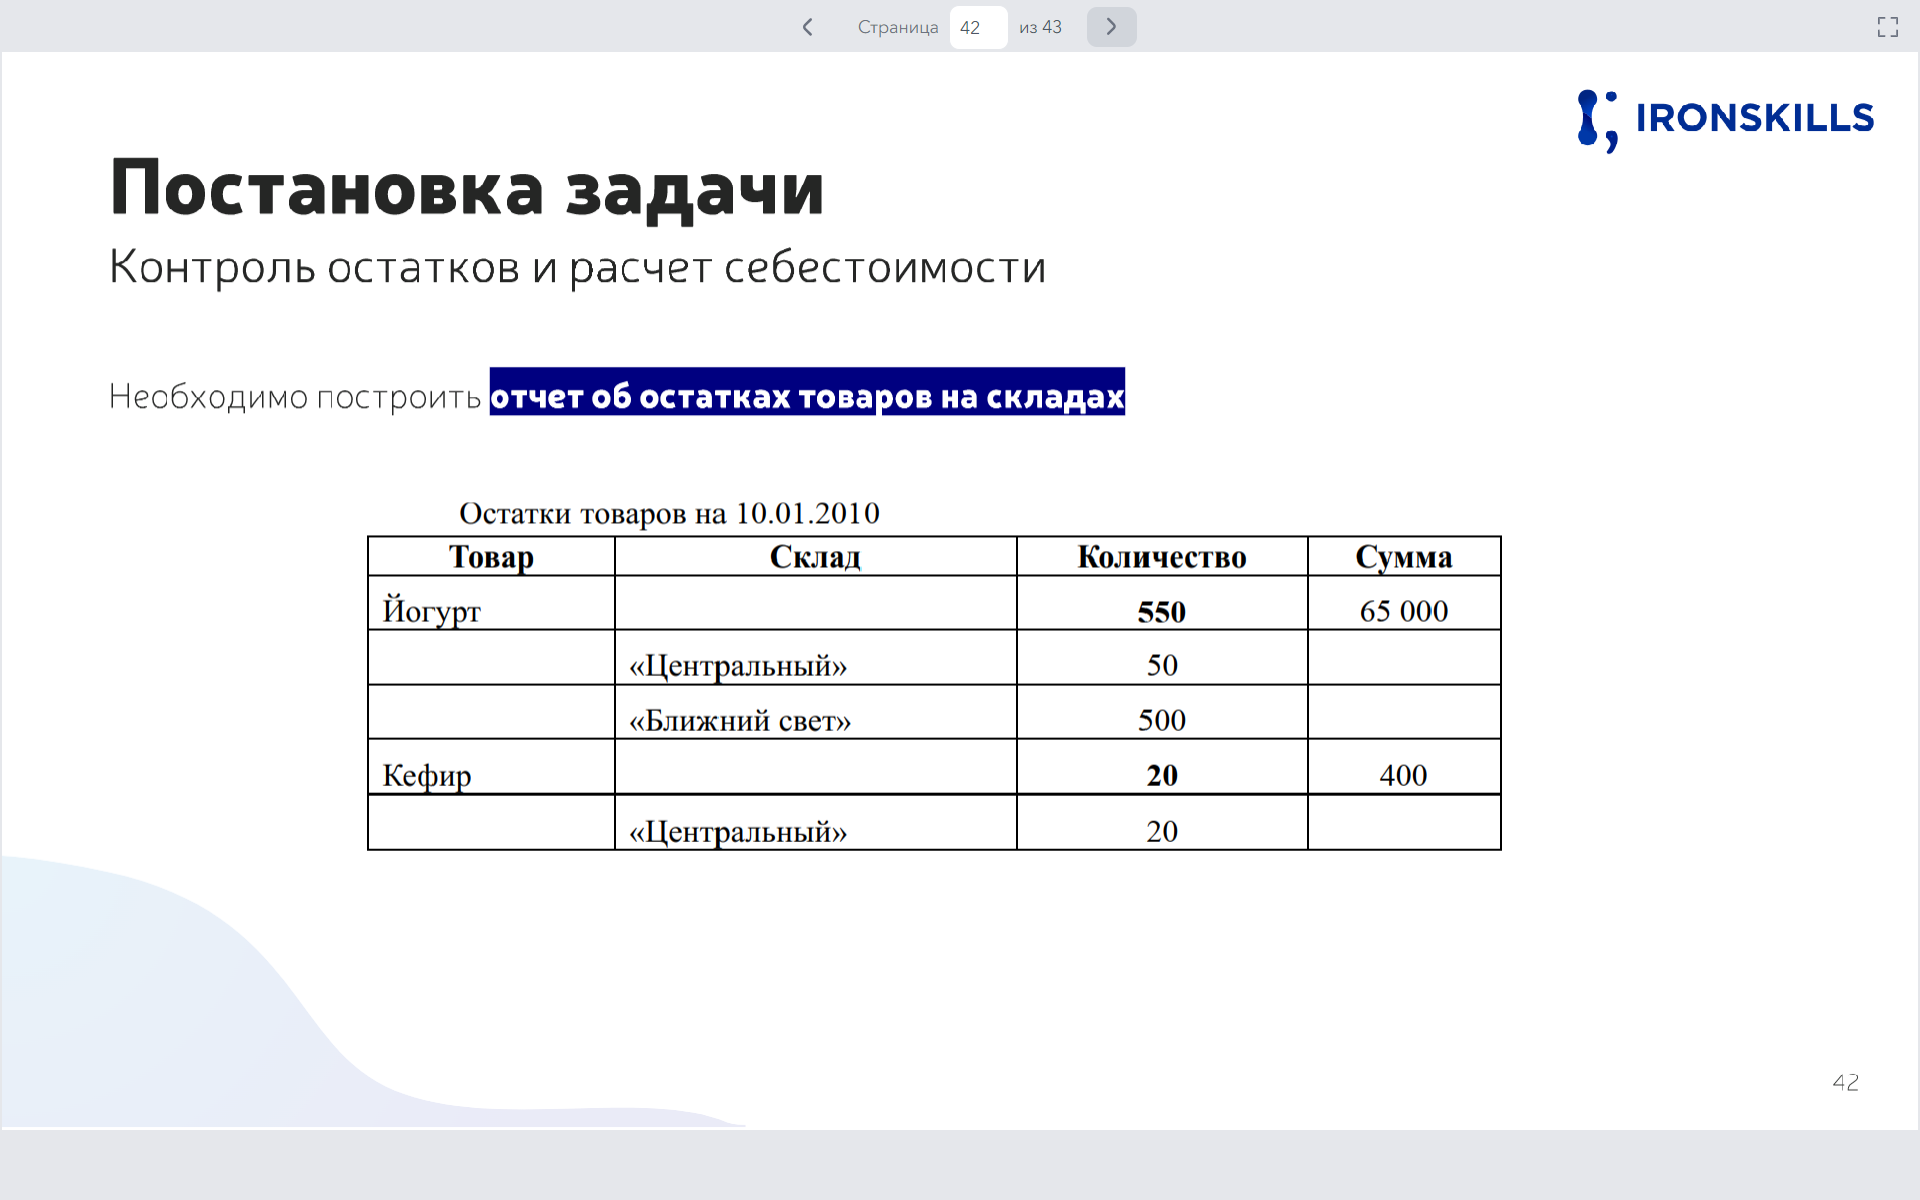 Страница 42 из 43
IRONSKILLS
Постановка задачи
Контроль остатков и расчет себестоимости
Необходимо построить отчет об остатках товаров на складах
Остатки товаров на 10.01.2010
Товар Склад Количество Сумма
Йогурт 550 65 000
«Центральный» 50
«Ближний свет» 500
Кефир 20 400
«Центральный» 20
42